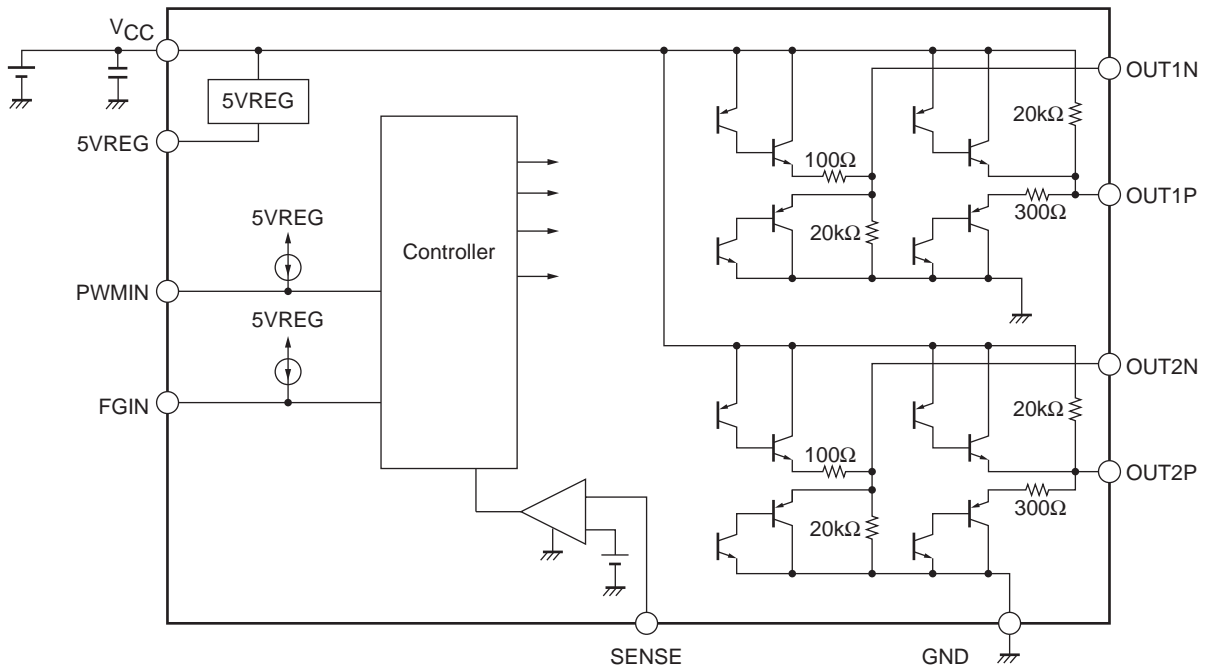 VCC
5VREG
5VREG
5VREG
PWMIN
5VREG
FGIN
Controller
SENSE
GND
OUT1N
20kΩ
100Ω
OUT1P
300Ω
20kΩ
OUT2N
20kΩ
100Ω
OUT2P
300Ω
20kΩ